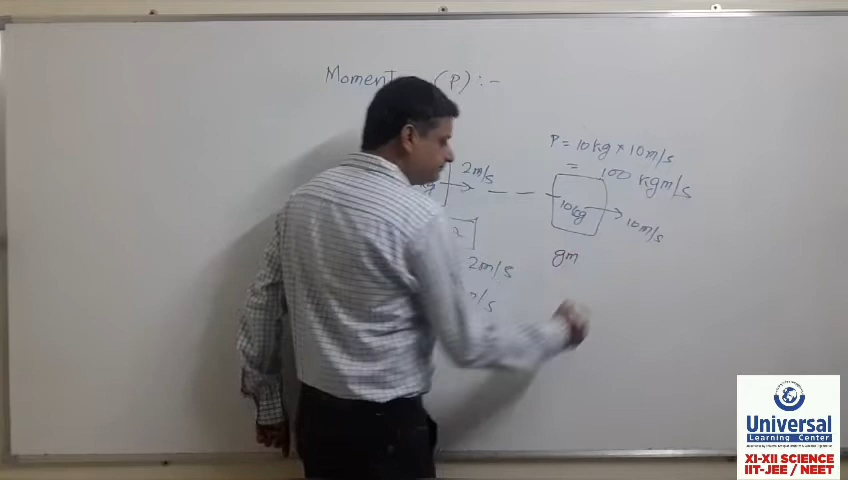 Moment (P) :-
P = 10kg × 10m/s
= 100 kgm/s
2m/s
10kg
10m/s
gm
2m/s
/s
Universal
Learning Center
XI-XII SCIENCE
IIT-JEE / NEET